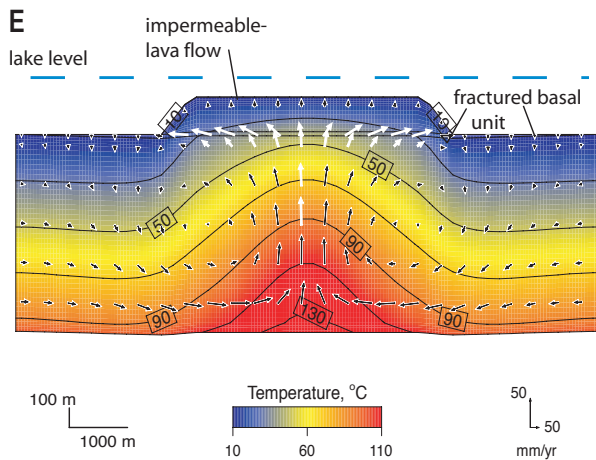 E
impermeable-
lava flow
lake level
fractured basal
unit
10
10
50
50
90
90
90
130
100 m
1000 m
Temperature, °C
10 60 110
50
50
mm/yr